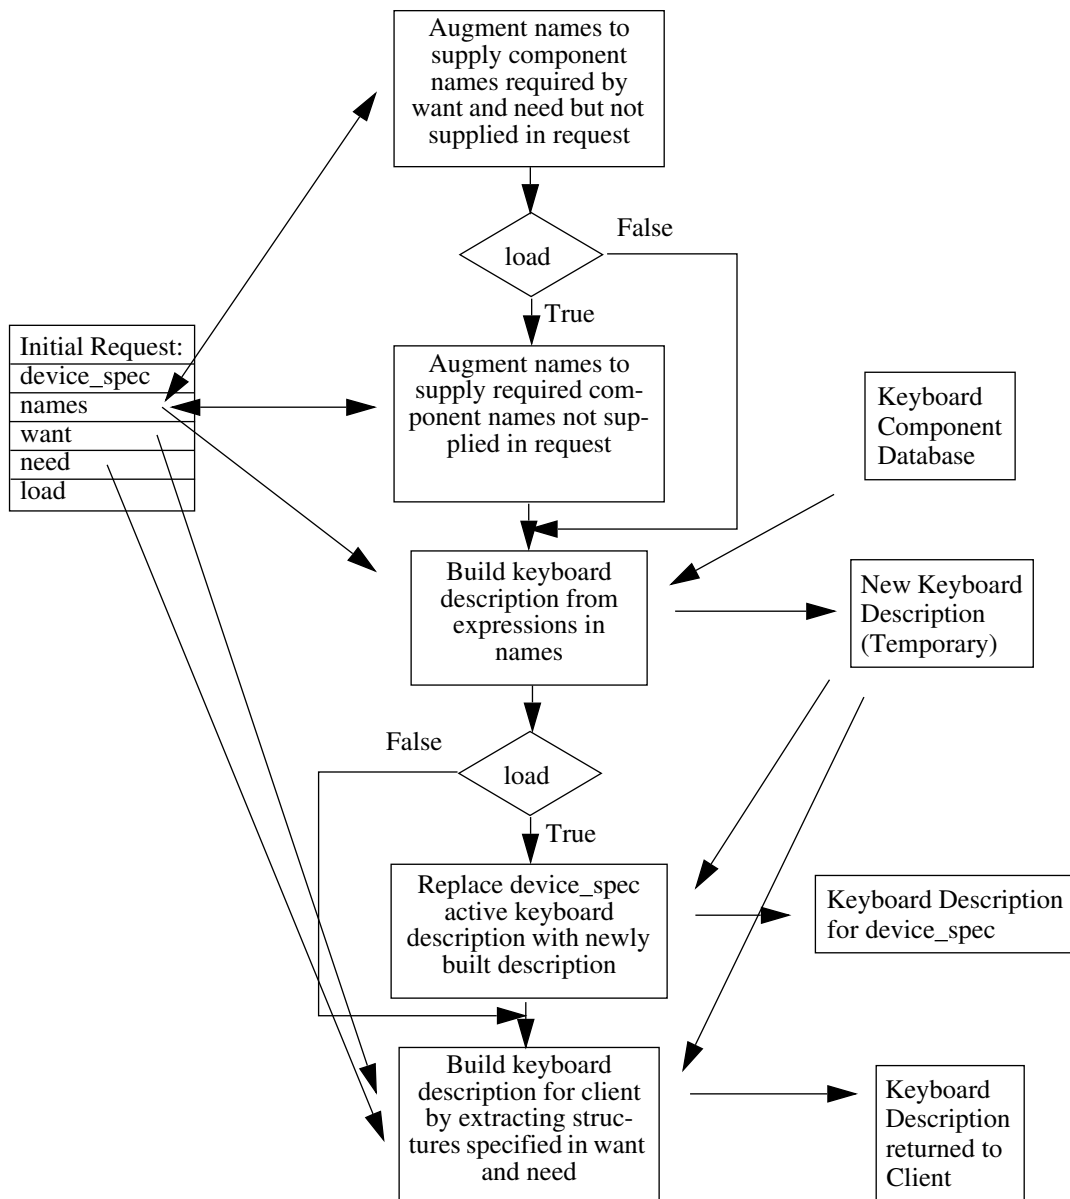 Augment names to
supply component
names required by
want and need but not
supplied in request
False
load
True
Initial Request:
device_spec
names
want
need
load
Augment names to
supply required com-
ponent names not sup-
plied in request
Keyboard
Component
Database
Build keyboard
description from
expressions in
names
New Keyboard
Description
(Temporary)
False
load
True
Replace device_spec
active keyboard
description with newly
built description
Keyboard Description
for device_spec
Build keyboard
description for client
by extracting struc-
tures specified in want
and need
Keyboard
Description
returned to
Client